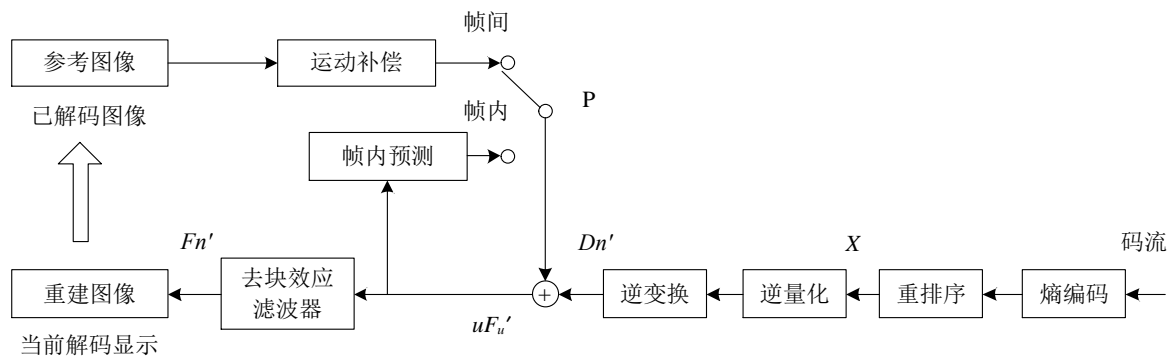 帧间
参考图像
运动补偿
已解码图像
P
帧内
帧内预测
Fn′
Dn′
X
码流
重建图像
去块效应
滤波器
+
逆变换
逆量化
重排序
熵编码
uFu′
当前解码显示